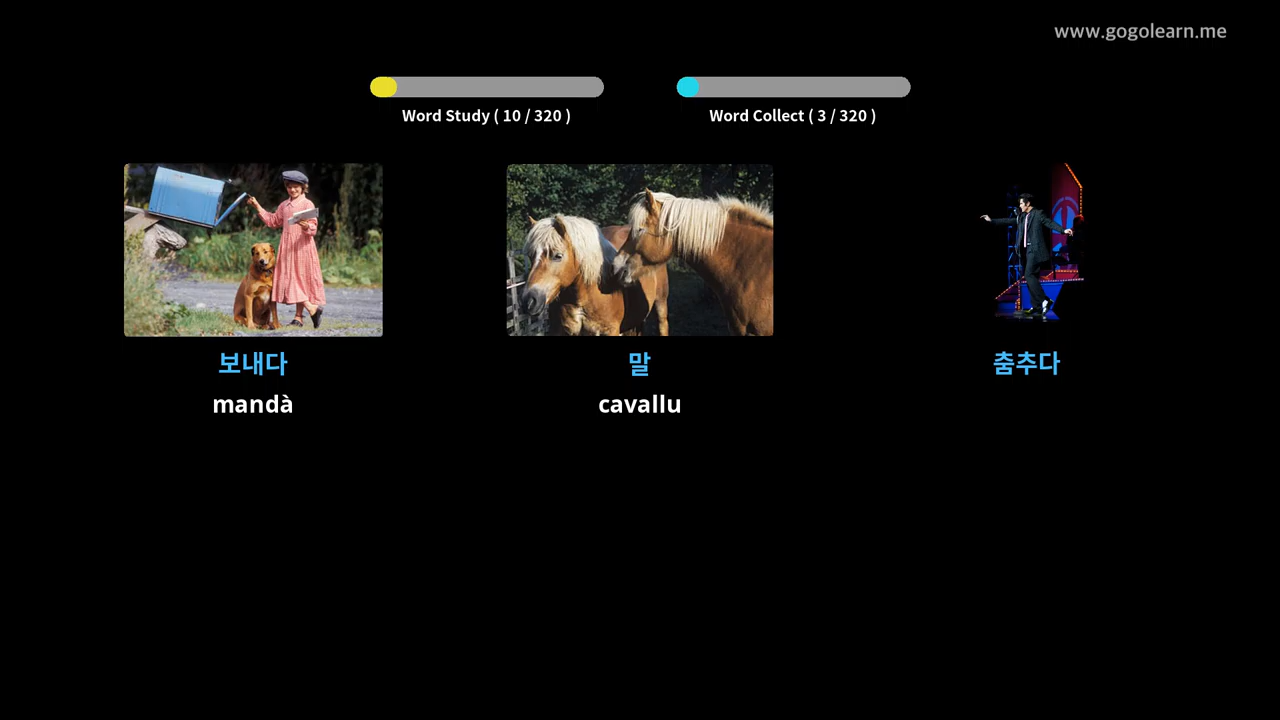 www.gogolearn.me
Word Study ( 10 / 320 )
Word Collect ( 3 / 320 )
보내다
말
춤추다
mandà
cavallu